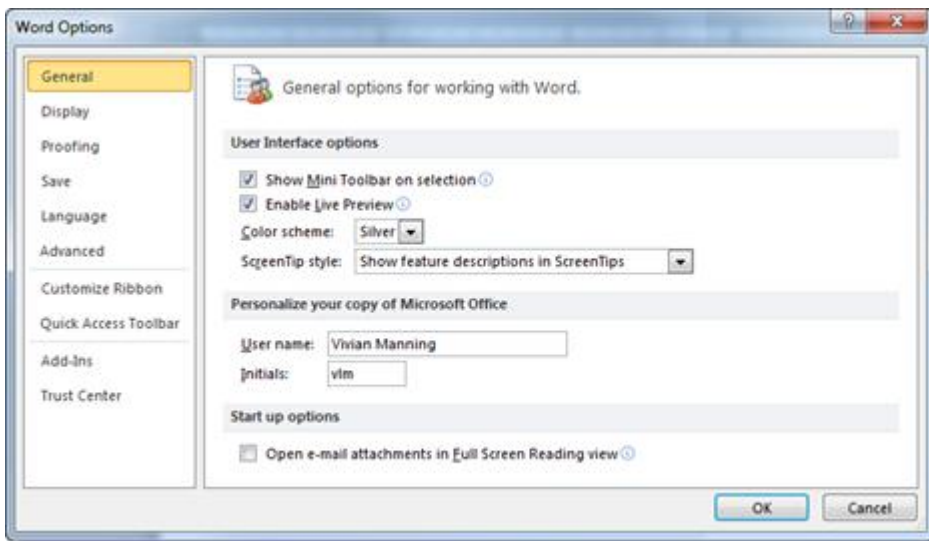 Word Options
General
Display
Proofing
Save
Language
Advanced
Customize Ribbon
Quick Access Toolbar
Add-Ins
Trust Center
General options for working with Word.
User Interface options
Show Mini Toolbar on selection
Enable Live Preview
Color scheme: Silver
ScreenTip style: Show feature descriptions in ScreenTips
Personalize your copy of Microsoft Office
User name: Vivian Manning
Initials: vlm
Start up options
Open e-mail attachments in Full Screen Reading view
OK Cancel